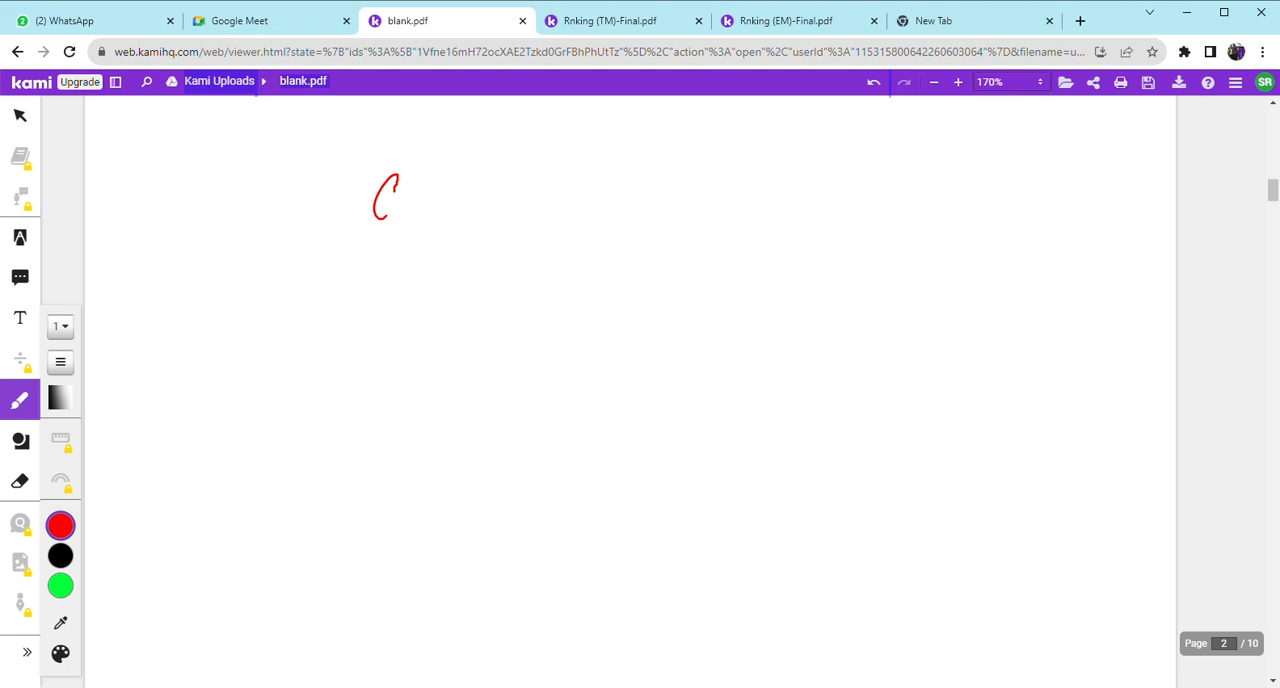 (2) WhatsApp
Google Meet
blank.pdf
Rnking (TM)-Final.pdf
Rnking (EM)-Final.pdf
New Tab
web.kamihq.com/web/viewer.html?state=%7B"ids"%3A%5B"1Vfne16mH72ocXAE2Tzkd0GrFBhPhUtTz"%5D%2C"action"%3A"open"%2C"userId"%3A"115315800642260603064"%7D&filename=u...
kami Upgrade Kami Uploads blank.pdf 170% SR
C
T
1
Page 2 / 10